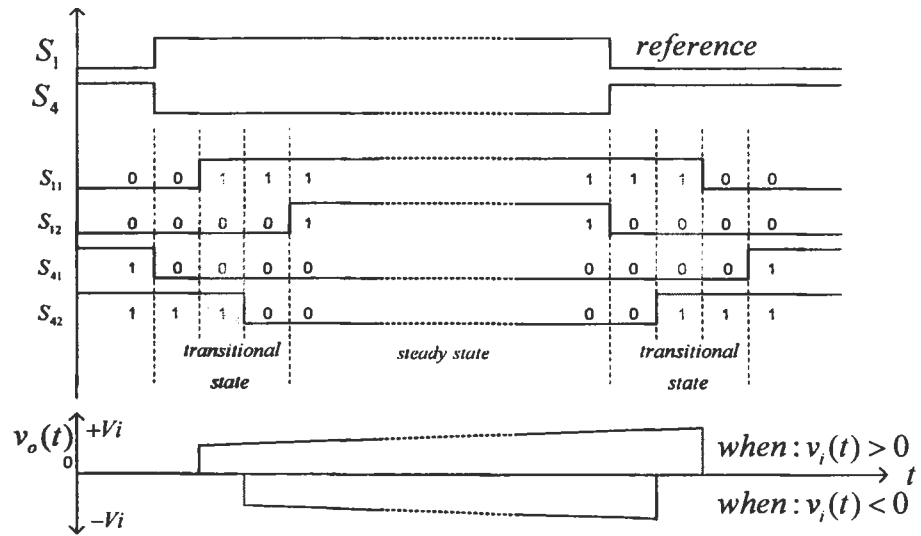 S₁ reference
S₄
S₁₁ 0 0 1 1 1 1 1 1 0 0
S₁₂ 0 0 0 0 1 1 0 0 0 0
S₄₁ 1 0 0 0 0 0 0 0 0 1
S₄₂ 1 1 1 0 0 0 0 1 1 1
transitional state steady state transitional state
vₒ(t) +Vi
0
when: vᵢ(t) > 0
t
when: vᵢ(t) < 0
−Vi